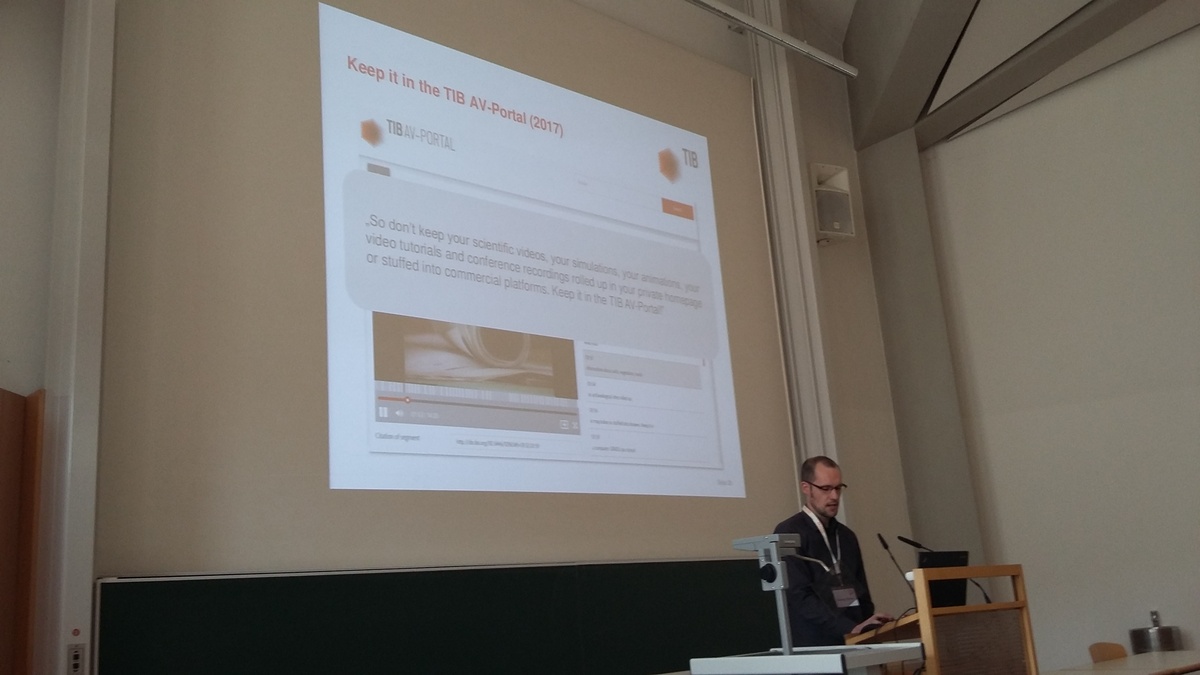 Keep it in the TIB AV-Portal (2017)
TIB AV-PORTAL
TIB
„So don't keep your scientific videos, your simulations, your animations, your
video tutorials and conference recordings rolled up in your private homepage
or stuffed into commercial platforms. Keep it in the TIB AV-Portal!"
Citation of segment